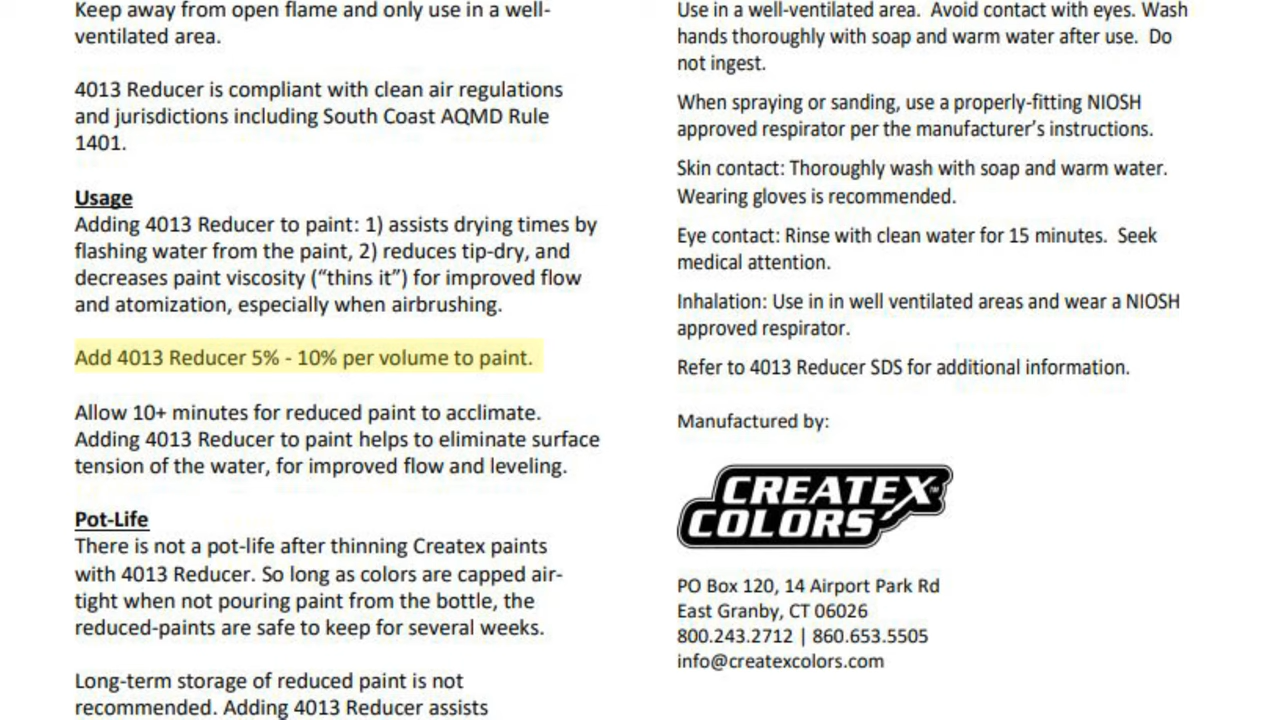 Keep away from open flame and only use in a well-
ventilated area.
4013 Reducer is compliant with clean air regulations
and jurisdictions including South Coast AQMD Rule
1401.
Usage
Adding 4013 Reducer to paint: 1) assists drying times by
flashing water from the paint, 2) reduces tip-dry, and
decreases paint viscosity (“thins it”) for improved flow
and atomization, especially when airbrushing.
Add 4013 Reducer 5% - 10% per volume to paint.
Allow 10+ minutes for reduced paint to acclimate.
Adding 4013 Reducer to paint helps to eliminate surface
tension of the water, for improved flow and leveling.
Pot-Life
There is not a pot-life after thinning Createx paints
with 4013 Reducer. So long as colors are capped air-
tight when not pouring paint from the bottle, the
reduced-paints are safe to keep for several weeks.
Long-term storage of reduced paint is not
recommended. Adding 4013 Reducer assists
Use in a well-ventilated area.  Avoid contact with eyes. Wash
hands thoroughly with soap and warm water after use.  Do
not ingest.
When spraying or sanding, use a properly-fitting NIOSH
approved respirator per the manufacturer’s instructions.
Skin contact: Thoroughly wash with soap and warm water.
Wearing gloves is recommended.
Eye contact: Rinse with clean water for 15 minutes.  Seek
medical attention.
Inhalation: Use in in well ventilated areas and wear a NIOSH
approved respirator.
Refer to 4013 Reducer SDS for additional information.
Manufactured by:
CREATEX™
COLORS
PO Box 120, 14 Airport Park Rd
East Granby, CT 06026
800.243.2712 | 860.653.5505
info@createxcolors.com